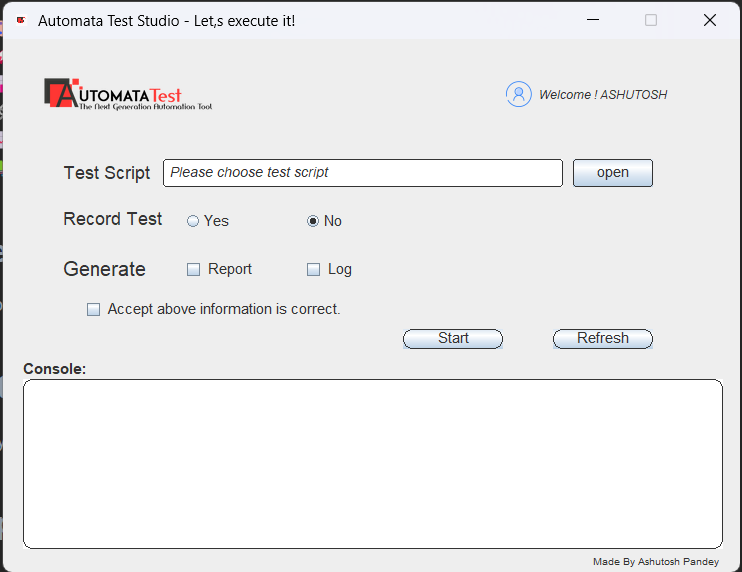 Automata Test Studio - Let,s execute it!
AUTOMATA Test
The Next Generation Automation Tool
Welcome ! ASHUTOSH
Test Script Please choose test script open
Record Test Yes No
Generate Report Log
Accept above information is correct.
Start Refresh
Console:
Made By Ashutosh Pandey